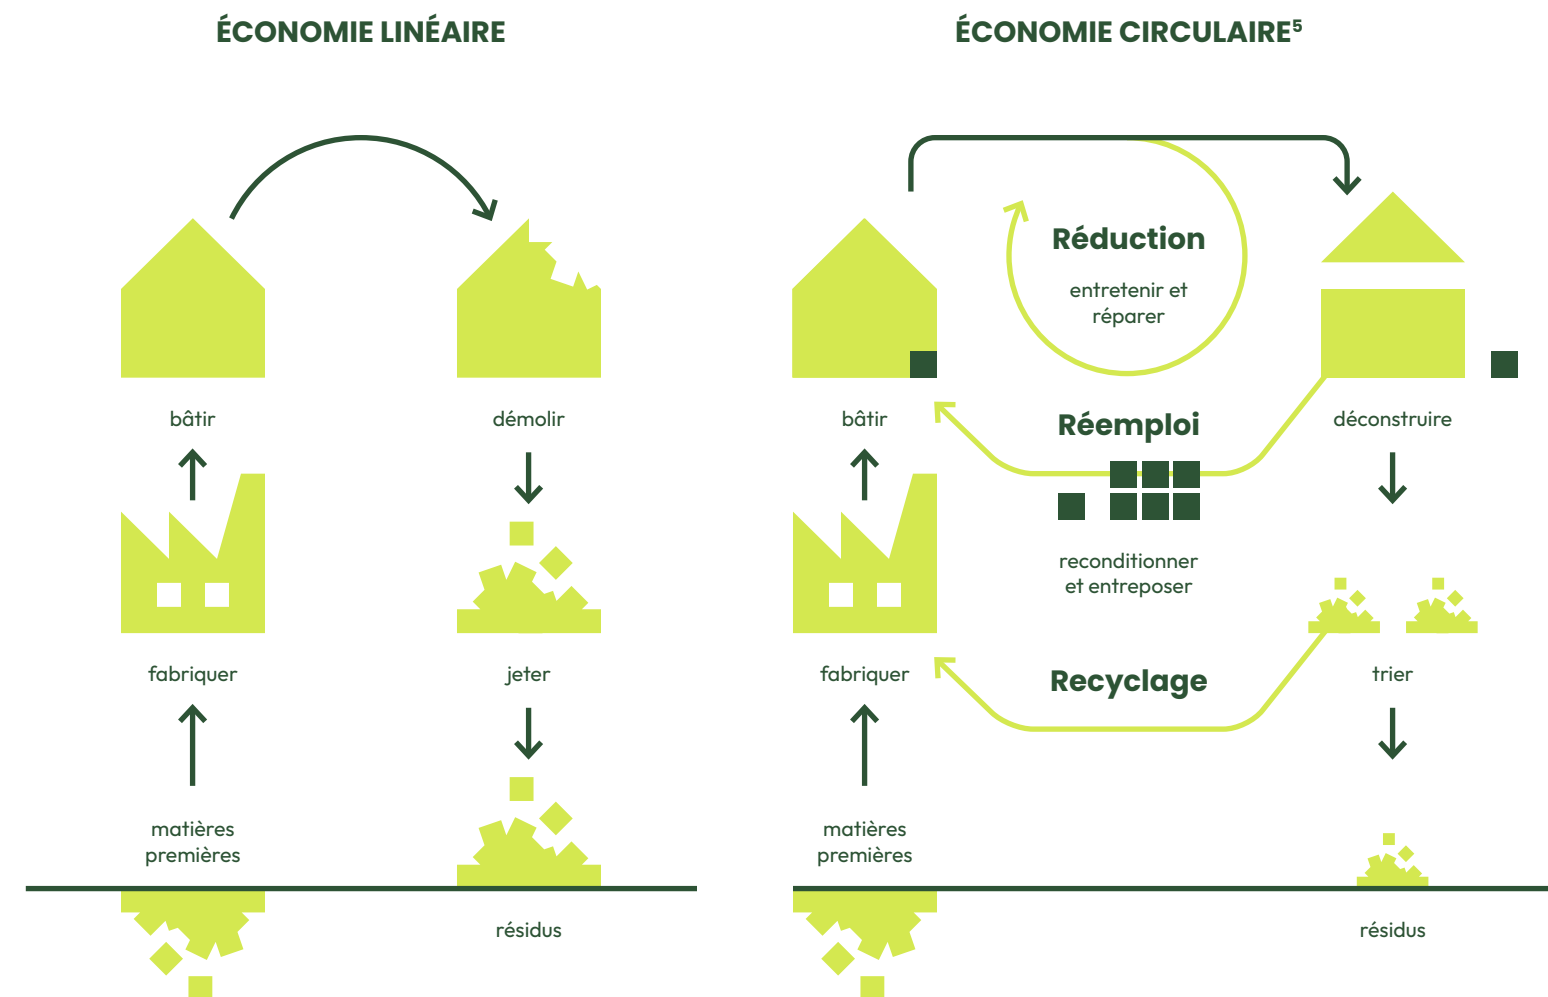 ÉCONOMIE LINÉAIRE
bâtir
démolir
fabriquer
jeter
matières
premières
résidus
ÉCONOMIE CIRCULAIRE⁵
Réduction
entretenir et
réparer
bâtir
Réemploi
déconstruire
reconditionner
et entreposer
fabriquer
Recyclage
trier
matières
premières
résidus